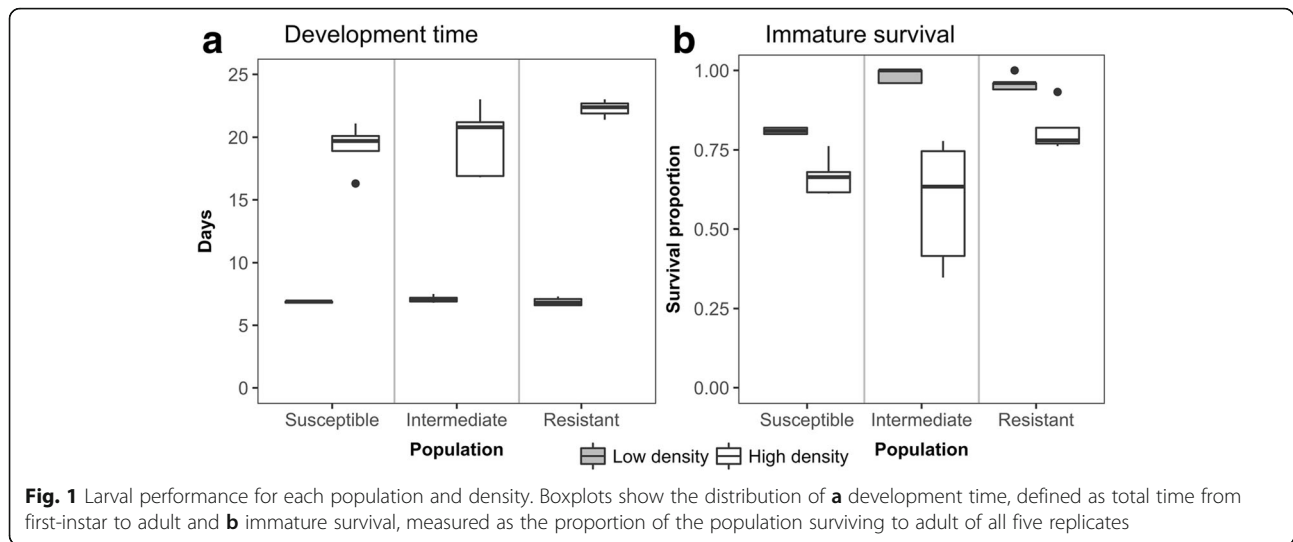 a Development time
b Immature survival
25
20
15
10
5
0
Days
Susceptible Intermediate Resistant
Population
1.00
0.75
0.50
0.25
0.00
Survival proportion
Susceptible Intermediate Resistant
Population
Low density High density
Fig. 1 Larval performance for each population and density. Boxplots show the distribution of a development time, defined as total time from
first-instar to adult and b immature survival, measured as the proportion of the population surviving to adult of all five replicates